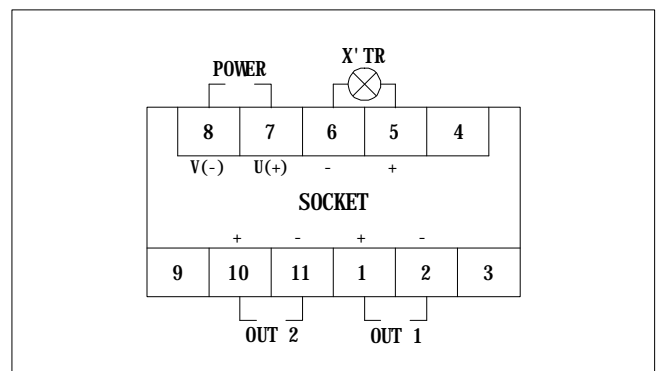 X'TR
POWER
8 7 6 5 4
V(-) U(+) - +
SOCKET
+ - + -
9 10 11 1 2 3
OUT 2 OUT 1